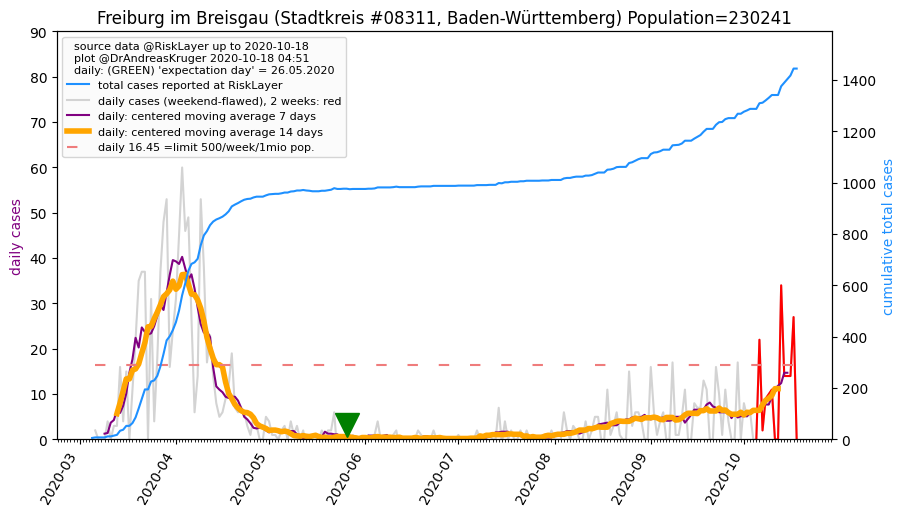 Freiburg im Breisgau (Stadtkreis #08311, Baden-Württemberg) Population=230241
source data @RiskLayer up to 2020-10-18
plot @DrAndreasKruger 2020-10-18 04:51
daily: (GREEN) 'expectation day' = 26.05.2020
total cases reported at RiskLayer
daily cases (weekend-flawed), 2 weeks: red
daily: centered moving average 7 days
daily: centered moving average 14 days
daily 16.45 =limit 500/week/1mio pop.
daily cases
90
80
70
60
50
40
30
20
10
0
cumulative total cases
1400
1200
1000
800
600
400
200
0
2020-03
2020-04
2020-05
2020-06
2020-07
2020-08
2020-09
2020-10